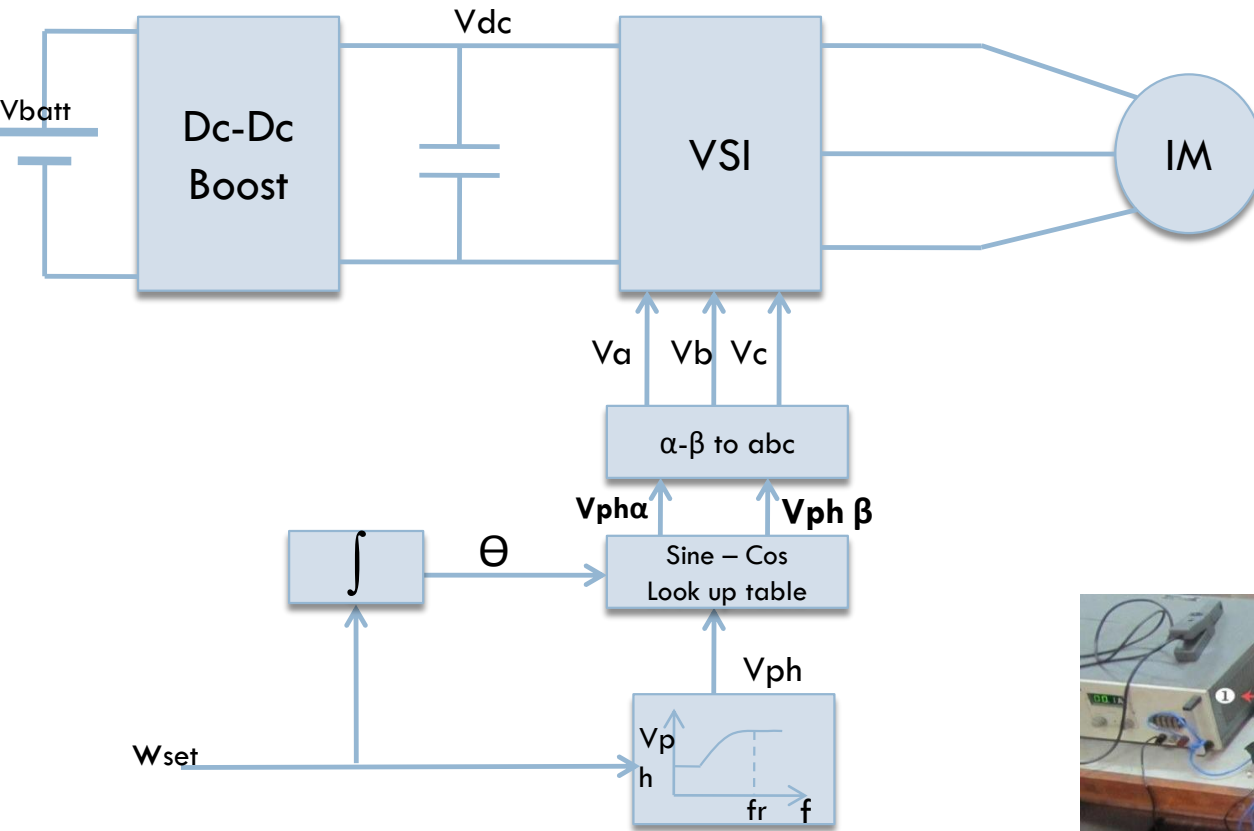 Vdc
Vbatt
Dc-Dc
Boost
VSI
IM
Va
Vb
Vc
α-β to abc
Vphα
Vph β
∫
Θ
Sine – Cos
Look up table
Vph
Wset
Vp
h
fr
f
1